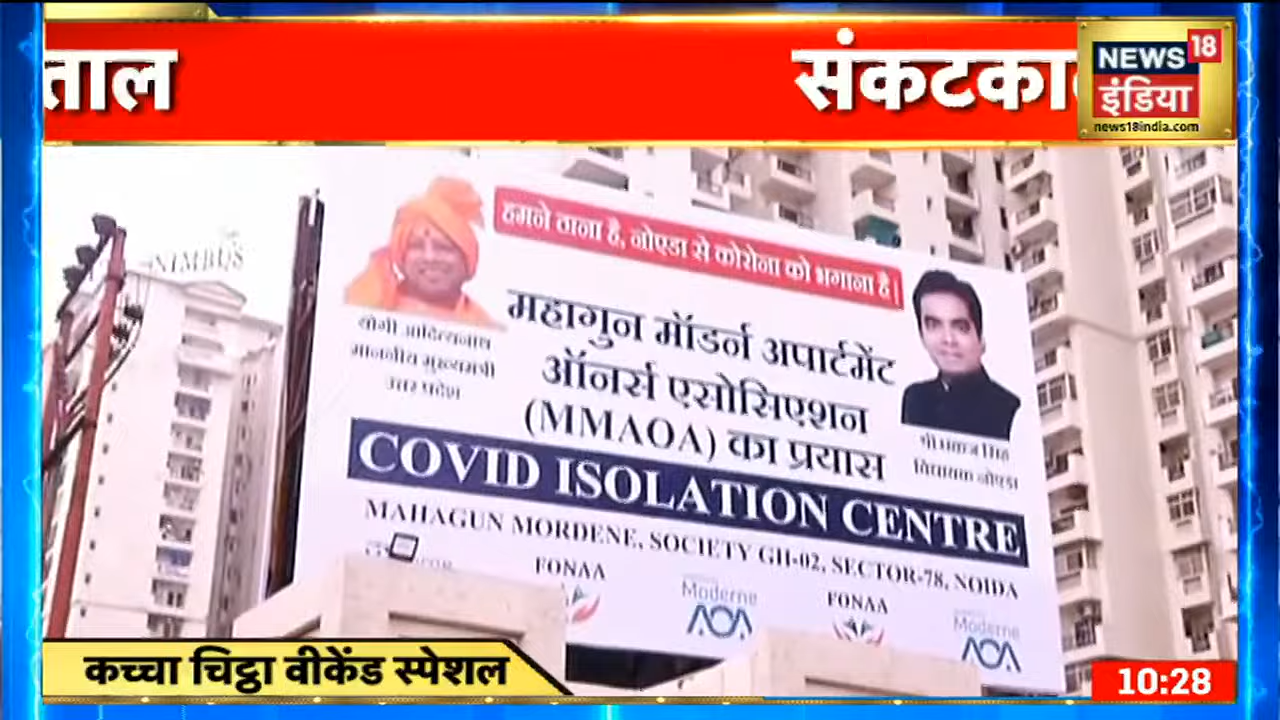 ताल
संकटका
NEWS 18
इंडिया
news18india.com
NIMBUS
हमने ठाना है, नोएडा से कोरोना को भगाना है।
योगी आदित्यनाथ
माननीय मुख्यमंत्री
उत्तर प्रदेश
महागुन मॉडर्न अपार्टमेंट
ऑनर्स एसोसिएशन
(MMAOA) का प्रयास
सिंह
विधायक नोएडा
COVID ISOLATION CENTRE
MAHAGUN MORDENE, SOCIETY GH-02, SECTOR-78, NOIDA
FONAA
Moderne
AOA
FONAA
Moderne
AOA
कच्चा चिट्ठा वीकेंड स्पेशल
10:28